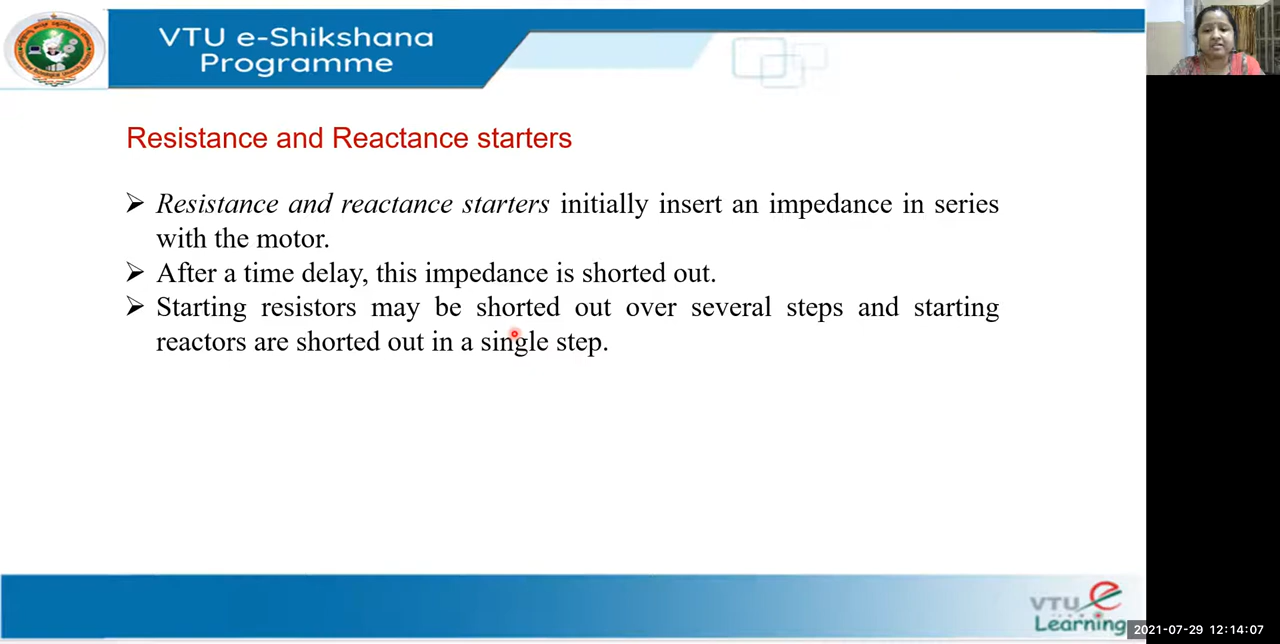 VTU e-Shikshana
Programme
Resistance and Reactance starters
➢ Resistance and reactance starters initially insert an impedance in series
with the motor.
➢ After a time delay, this impedance is shorted out.
➢ Starting resistors may be shorted out over several steps and starting
reactors are shorted out in a single step.
VTU e
Learning
2021-07-29 12:14:07